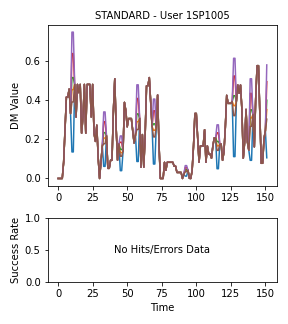 STANDARD - User 1SP1005
DM Value
0.6
0.4
0.2
0.0
0 25 50 75 100 125 150
Success Rate
1.0
0.5
0.0
No Hits/Errors Data
0 25 50 75 100 125 150
Time